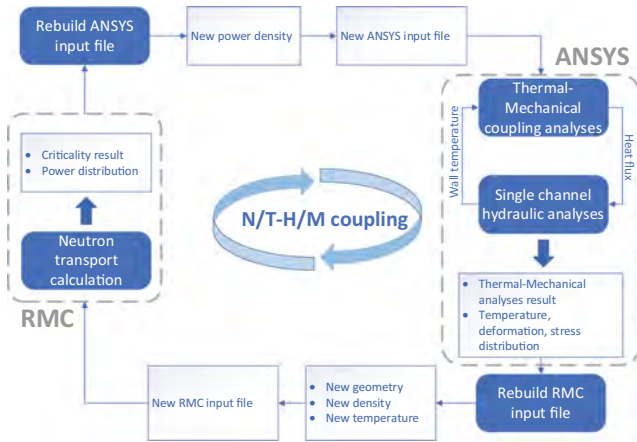 Rebuild ANSYS
input file
New power density
New ANSYS input file
ANSYS
Thermal-
Mechanical
coupling analyses
Wall temperature
Heat flux
Single channel
hydraulic analyses
• Thermal-Mechanical
analyses result
• Temperature,
deformation, stress
distribution
Rebuild RMC
input file
• New geometry
• New density
• New temperature
New RMC input file
RMC
Neutron
transport
calculation
• Criticality result
• Power distribution
N/T-H/M coupling